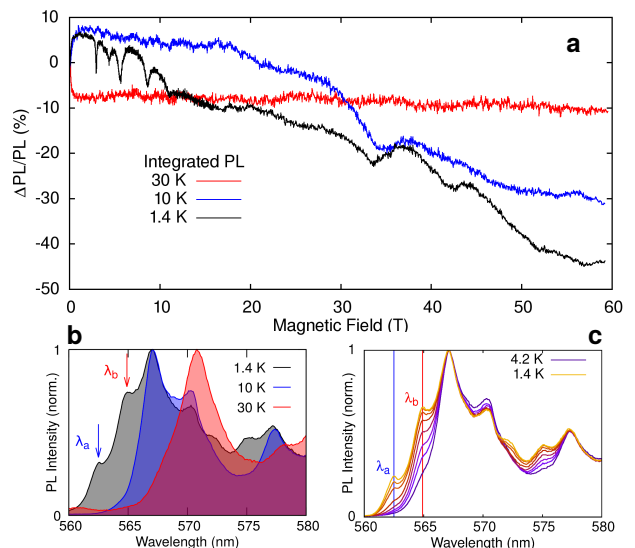 a
ΔPL/PL (%)
10
0
-10
-20
-30
-40
-50
Integrated PL
30 K
10 K
1.4 K
0 10 20 30 40 50 60
Magnetic Field (T)
b
PL Intensity (norm.)
1
0
λb
λa
1.4 K
10 K
30 K
560 565 570 575 580
Wavelength (nm)
c
PL Intensity (norm.)
1
0
λb
λa
4.2 K
1.4 K
560 565 570 575 580
Wavelength (nm)